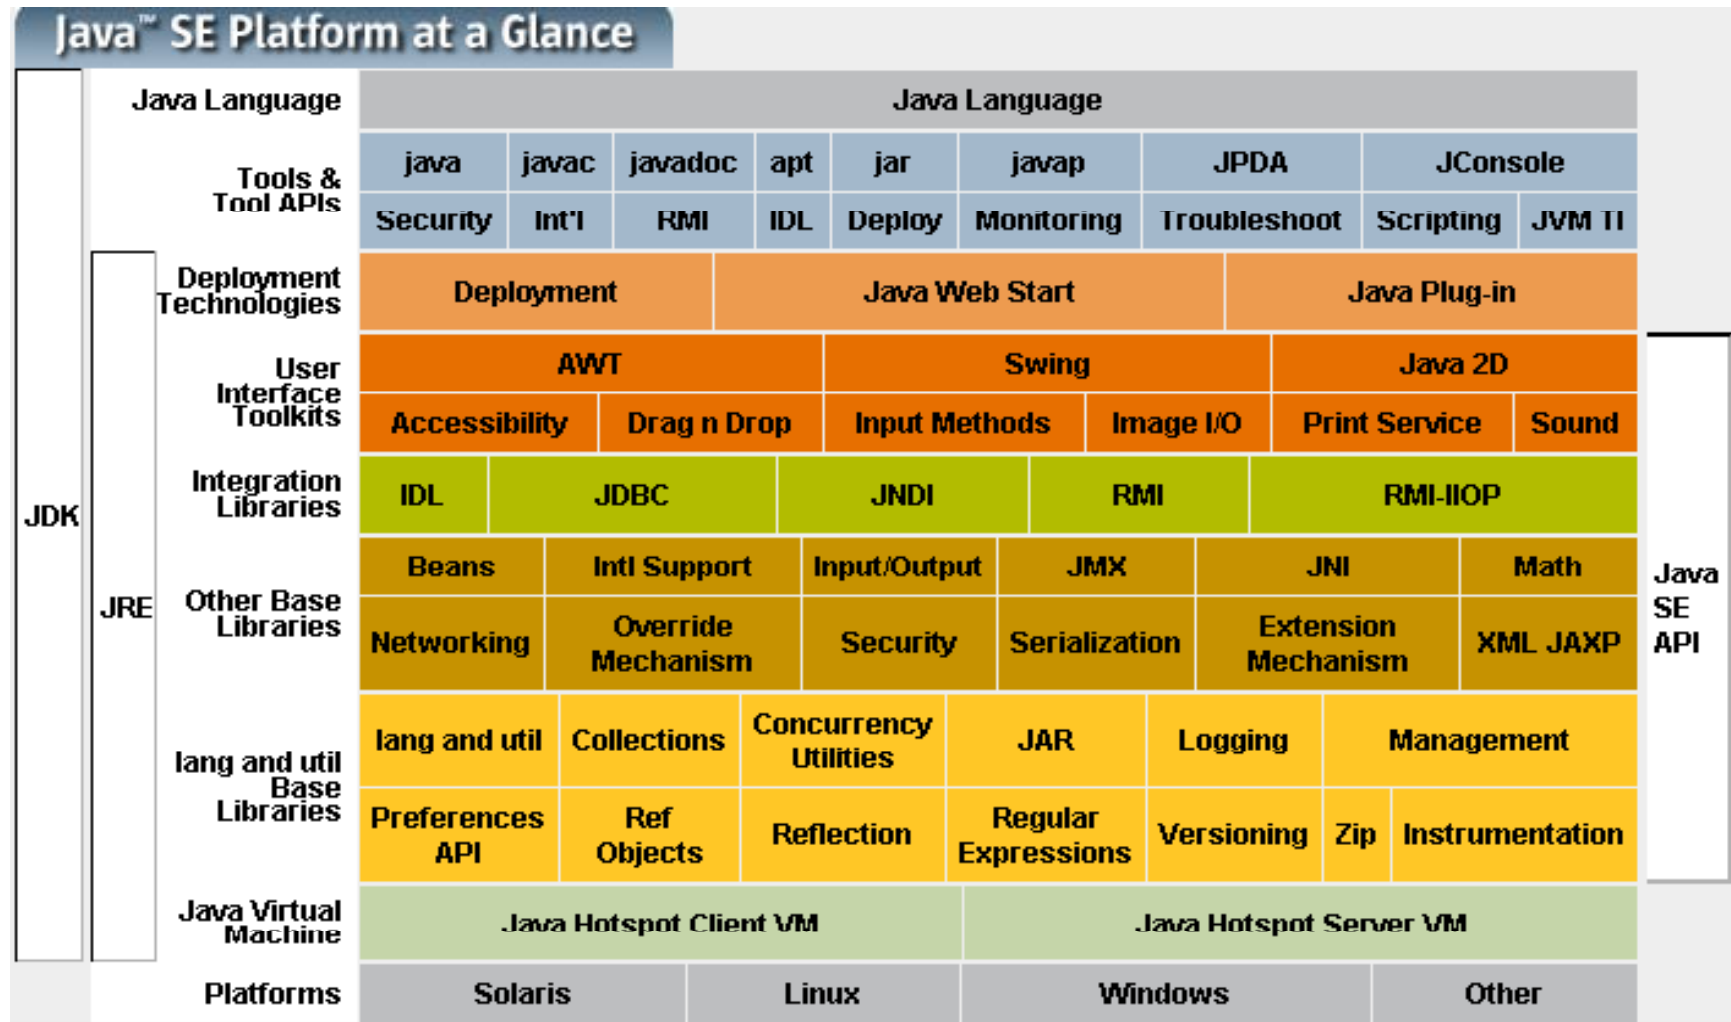 Java™ SE Platform at a Glance
Java Language
Java Language
Tools &
Tool APIs
java javac javadoc apt jar javap JPDA JConsole
Security Int'l RMI IDL Deploy Monitoring Troubleshoot Scripting JVM TI
Deployment
Technologies
Deployment Java Web Start Java Plug-in
User
Interface
Toolkits
AWT Swing Java 2D
Accessibility Drag n Drop Input Methods Image I/O Print Service Sound
Integration
Libraries
IDL JDBC JNDI RMI RMI-IIOP
JDK
JRE
Other Base
Libraries
Beans Intl Support Input/Output JMX JNI Math
Networking Override
Mechanism Security Serialization Extension
Mechanism XML JAXP
Java
SE
API
lang and util
Base
Libraries
lang and util Collections Concurrency
Utilities JAR Logging Management
Preferences
API Ref
Objects Reflection Regular
Expressions Versioning Zip Instrumentation
Java Virtual
Machine
Java Hotspot Client VM Java Hotspot Server VM
Platforms
Solaris Linux Windows Other